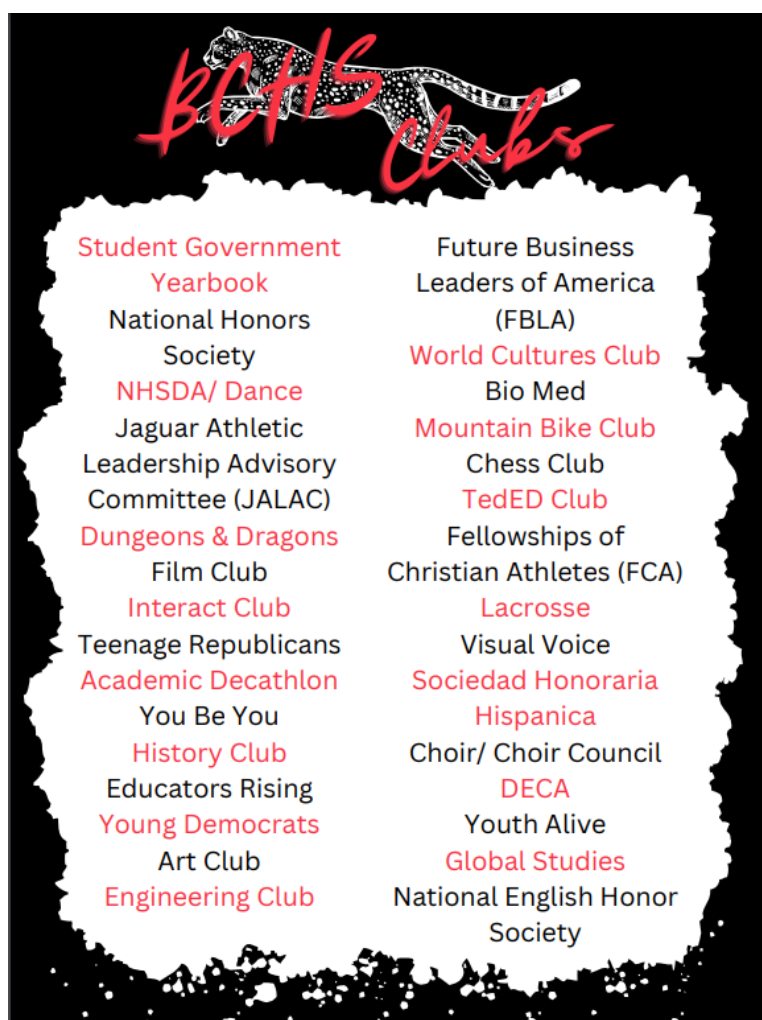 BCHS
Clubs
Student Government
Yearbook
National Honors
Society
NHSDA/ Dance
Jaguar Athletic
Leadership Advisory
Committee (JALAC)
Dungeons & Dragons
Film Club
Interact Club
Teenage Republicans
Academic Decathlon
You Be You
History Club
Educators Rising
Young Democrats
Art Club
Engineering Club
Future Business
Leaders of America
(FBLA)
World Cultures Club
Bio Med
Mountain Bike Club
Chess Club
TedED Club
Fellowships of
Christian Athletes (FCA)
Lacrosse
Visual Voice
Sociedad Honoraria
Hispanica
Choir/ Choir Council
DECA
Youth Alive
Global Studies
National English Honor
Society